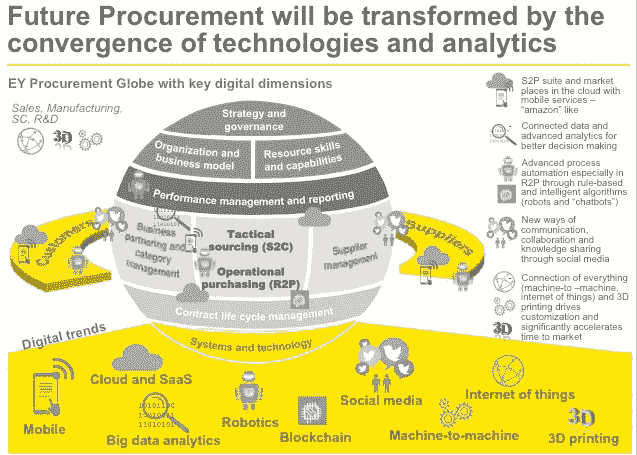 Future Procurement will be transformed by the
convergence of technologies and analytics
EY Procurement Globe with key digital dimensions
Sales, Manufacturing,
SC, R&D
3D
Strategy and
governance
Organization and
business model
Resource skills
and capabilities
Performance management and reporting
Customers
Business
partnering and
category
management
Tactical
sourcing (S2C)
Operational
purchasing (R2P)
Supplier
management
Suppliers
Contract life cycle management
Systems and technology
S2P suite and market
places in the cloud with
mobile services –
“amazon” like
Connected data and
advanced analytics for
better decision making
Advanced process
automation especially in
R2P through rule-based
and intelligent algorithms
(robots and “chatbots”)
New ways of
communication,
collaboration and
knowledge sharing
through social media
Connection of everything
(machine-to –machine,
internet of things) and 3D
printing drives
customization and
significantly accelerates
time to market
3D
Digital trends
Mobile
Cloud and SaaS
Big data analytics
Robotics
Blockchain
Social media
Machine-to-machine
Internet of things
3D
3D printing